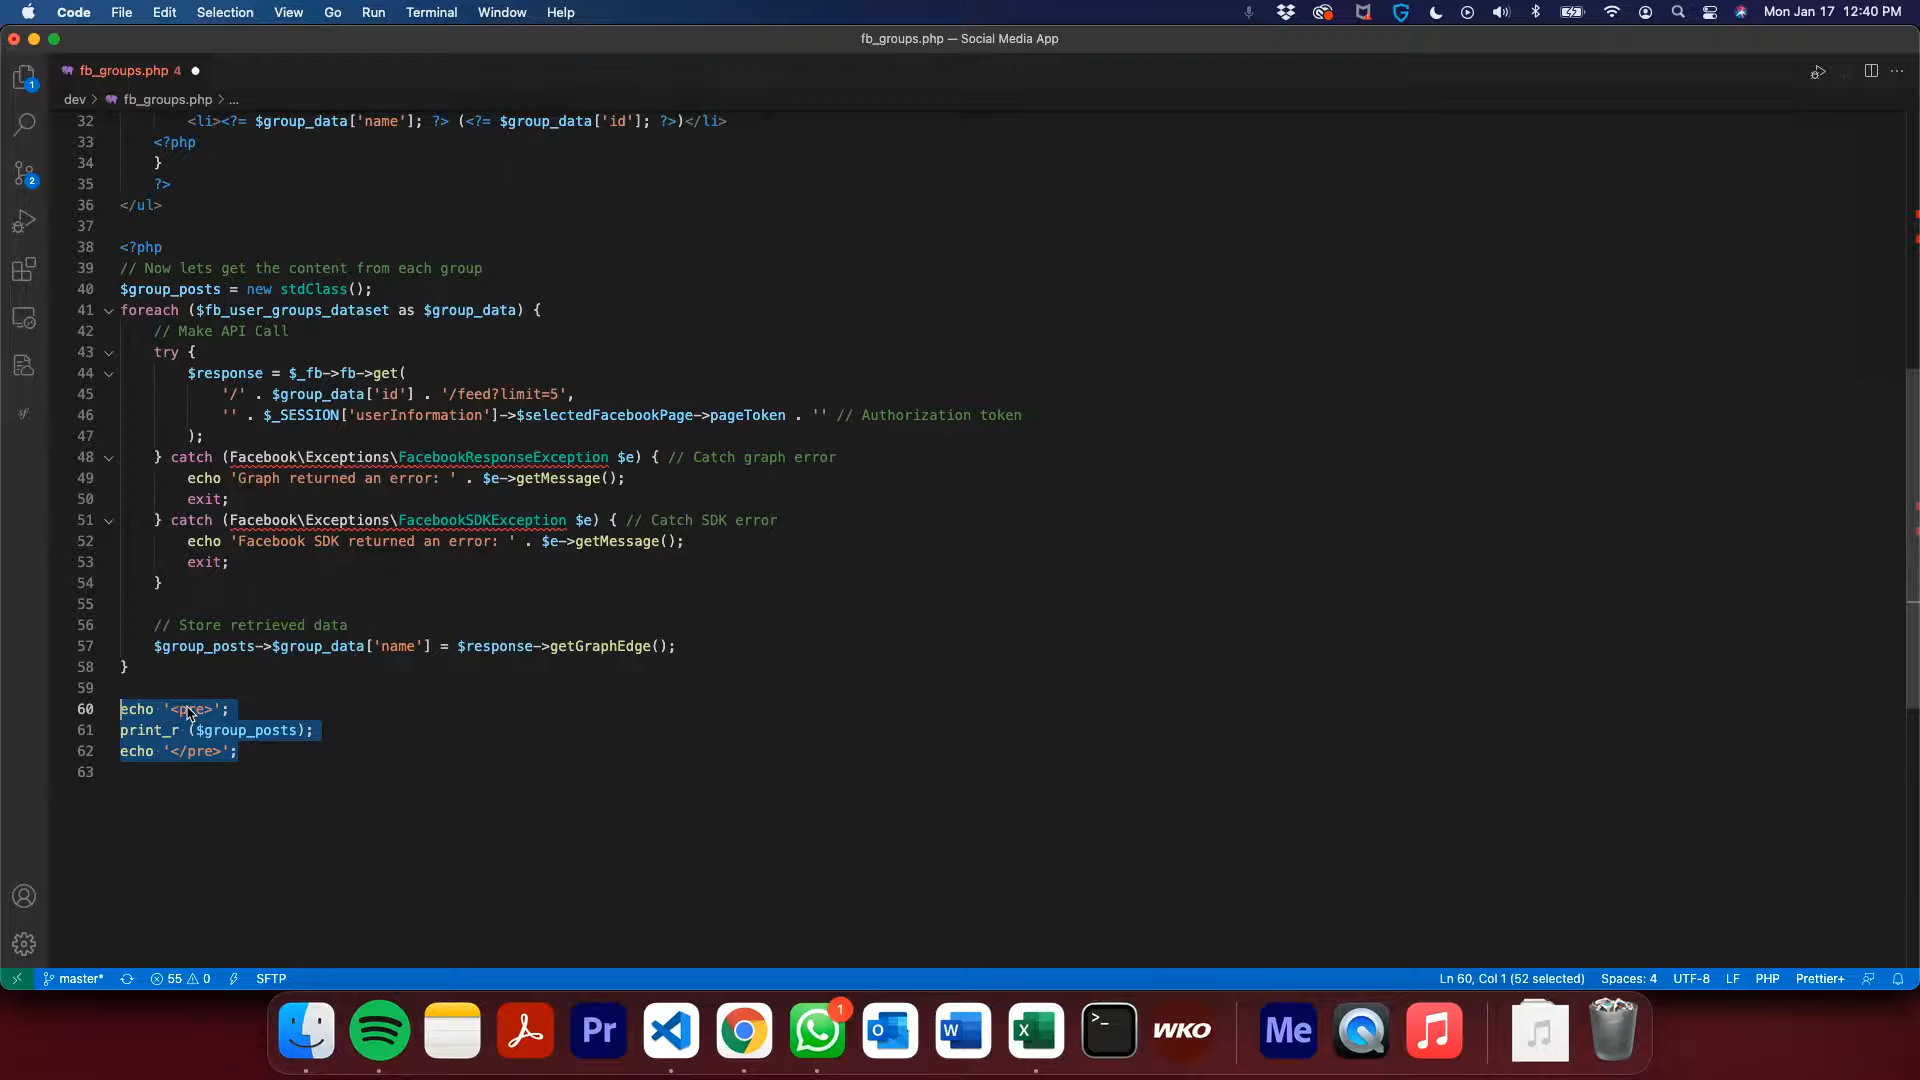 Code File Edit Selection View Go Run Terminal Window Help Mon Jan 17 12:40 PM
fb_groups.php — Social Media App
fb_groups.php 4
dev > fb_groups.php > ...
32 <li><?= $group_data['name']; ?> (<?= $group_data['id']; ?>)</li>
33 <?php
34 }
35 ?>
36 </ul>
37
38 <?php
39 // Now lets get the content from each group
40 $group_posts = new stdClass();
41 foreach ($fb_user_groups_dataset as $group_data) {
42 // Make API Call
43 try {
44 $response = $_fb->fb->get(
45 '/' . $group_data['id'] . '/feed?limit=5',
46 '' . $_SESSION['userInformation']->$selectedFacebookPage->pageToken . '' // Authorization token
47 );
48 } catch (Facebook\Exceptions\FacebookResponseException $e) { // Catch graph error
49 echo 'Graph returned an error: ' . $e->getMessage();
50 exit;
51 } catch (Facebook\Exceptions\FacebookSDKException $e) { // Catch SDK error
52 echo 'Facebook SDK returned an error: ' . $e->getMessage();
53 exit;
54 }
55
56 // Store retrieved data
57 $group_posts->$group_data['name'] = $response->getGraphEdge();
58 }
59
60 echo '<pre>';
61 print_r ($group_posts);
62 echo '</pre>';
63
1
2
master* 55 0 SFTP Ln 60, Col 1 (52 selected) Spaces: 4 UTF-8 LF PHP Prettier+
Pr 1 O W X >_ WKO Me